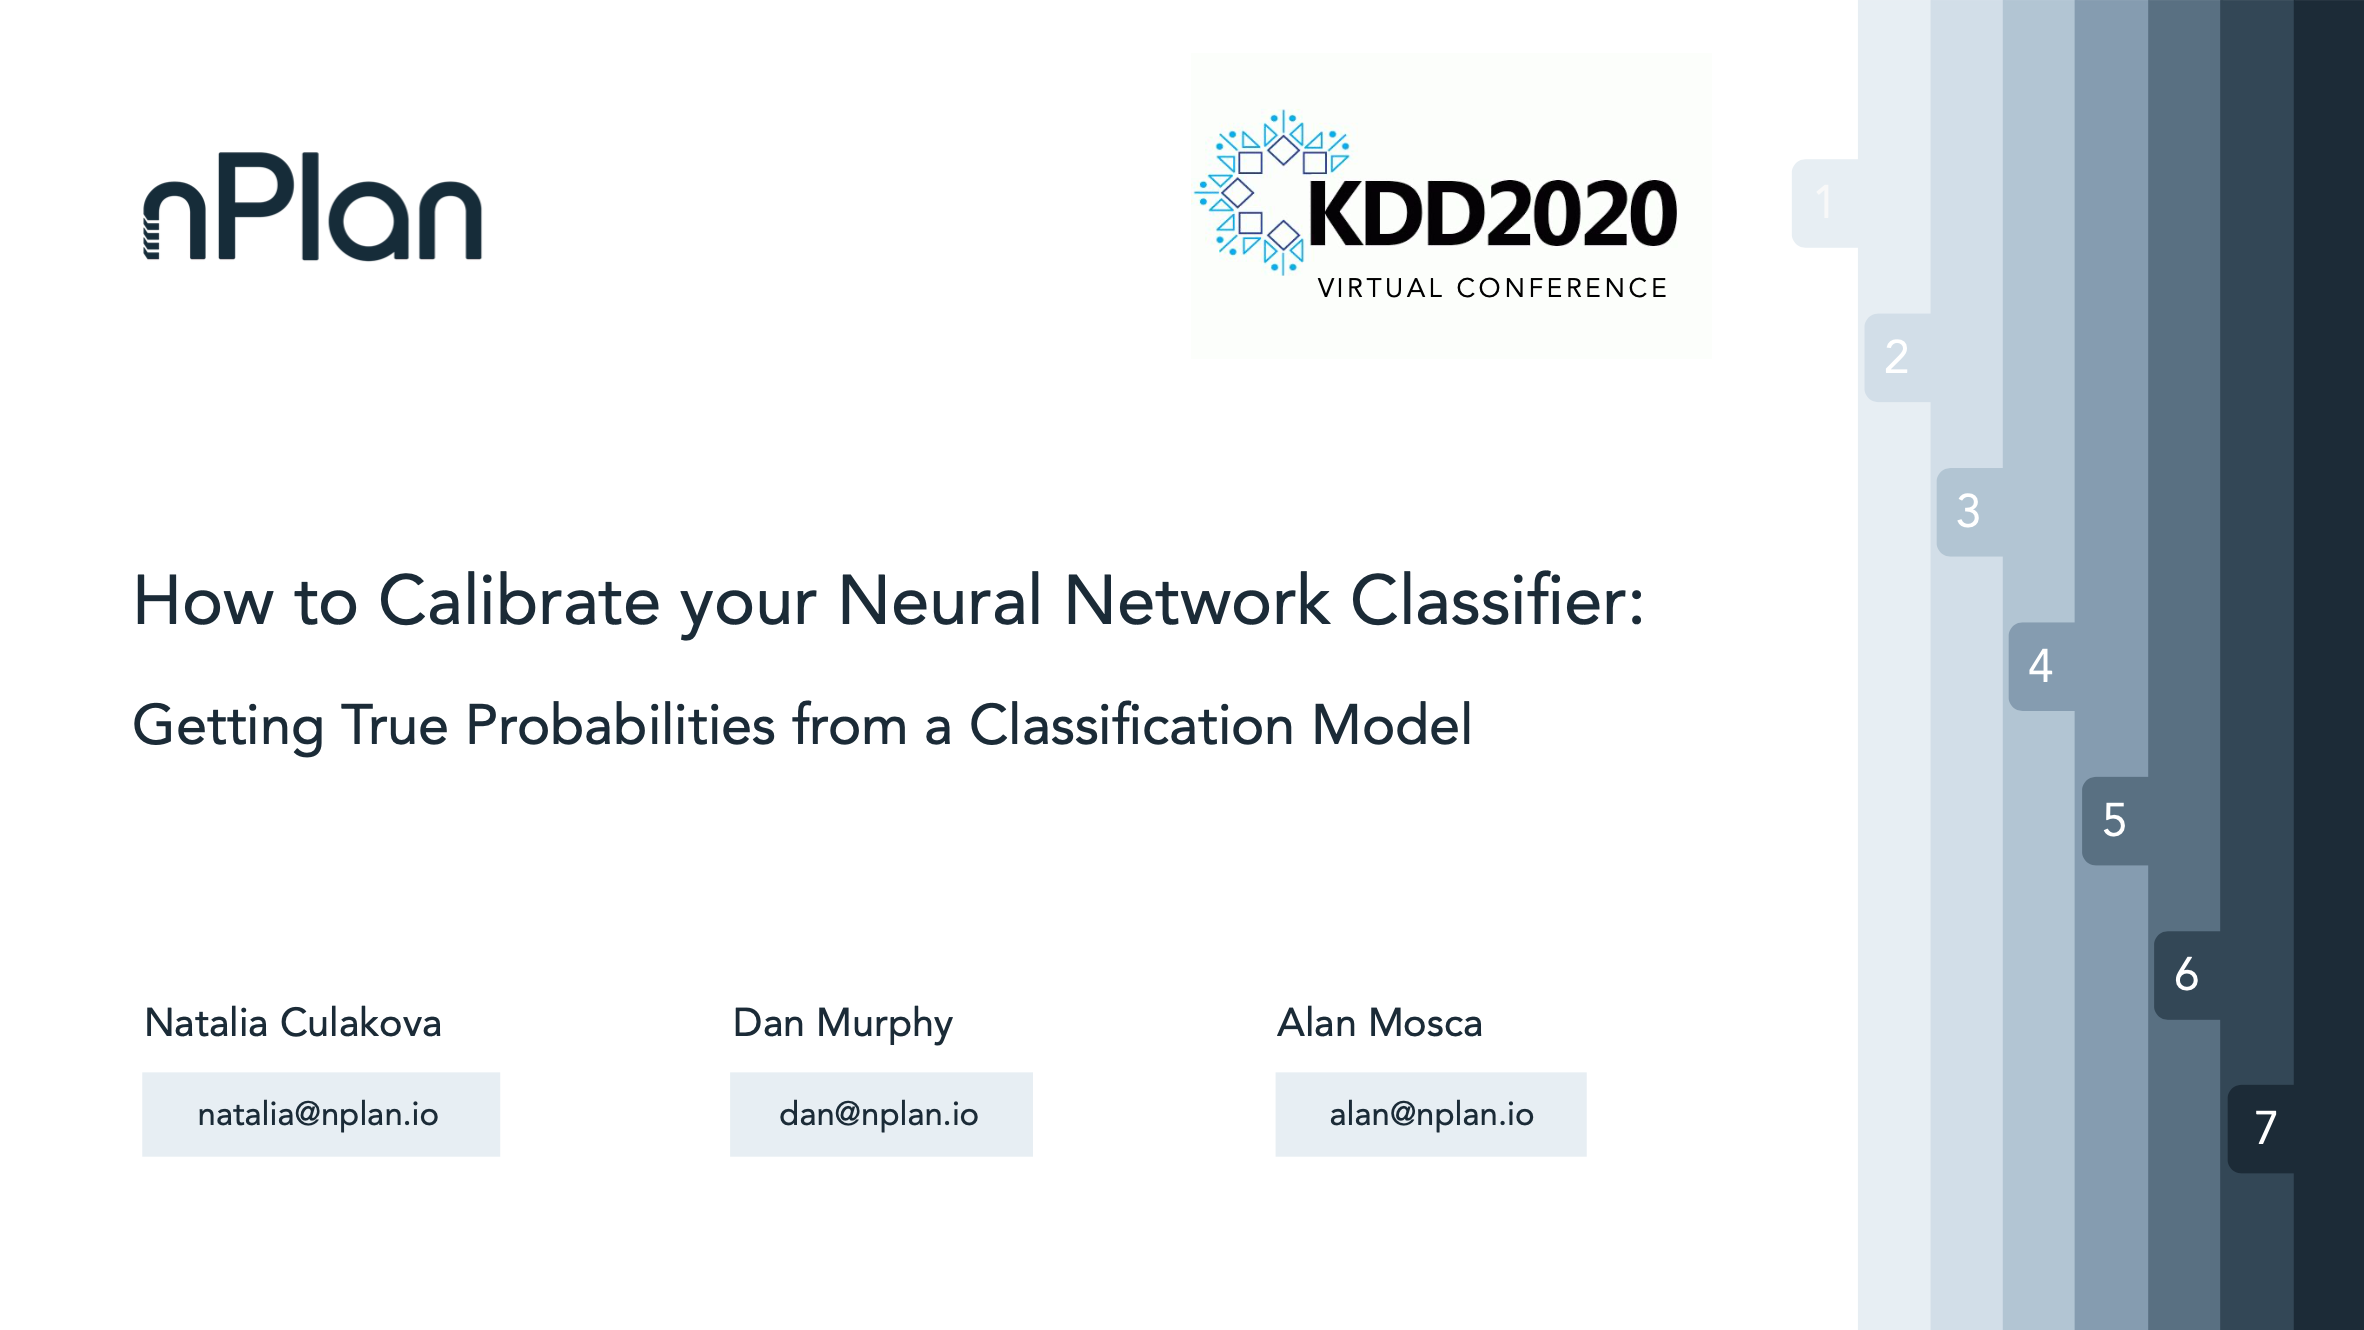 nPlan
KDD2020
VIRTUAL CONFERENCE
How to Calibrate your Neural Network Classifier:
Getting True Probabilities from a Classification Model
Natalia Culakova
Dan Murphy
Alan Mosca
natalia@nplan.io
dan@nplan.io
alan@nplan.io
1
2
3
4
5
6
7